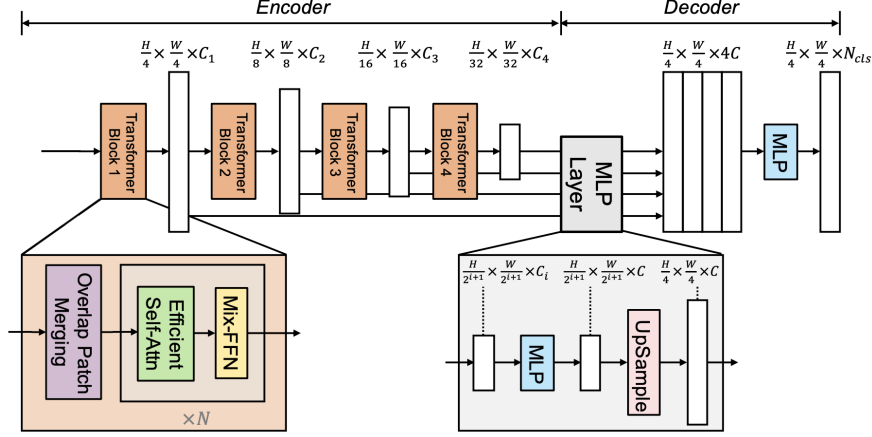 Encoder
Decoder
H/4 × W/4 × C₁
H/8 × W/8 × C₂
H/16 × W/16 × C₃
H/32 × W/32 × C₄
H/4 × W/4 × 4C
H/4 × W/4 × N_cls
Transformer
Block 1
Transformer
Block 2
Transformer
Block 3
Transformer
Block 4
MLP
Layer
MLP
Overlap Patch
Merging
Efficient
Self-Attn
Mix-FFN
×N
H/2^(i+1) × W/2^(i+1) × C_i
H/2^(i+1) × W/2^(i+1) × C
H/4 × W/4 × C
MLP
UpSample